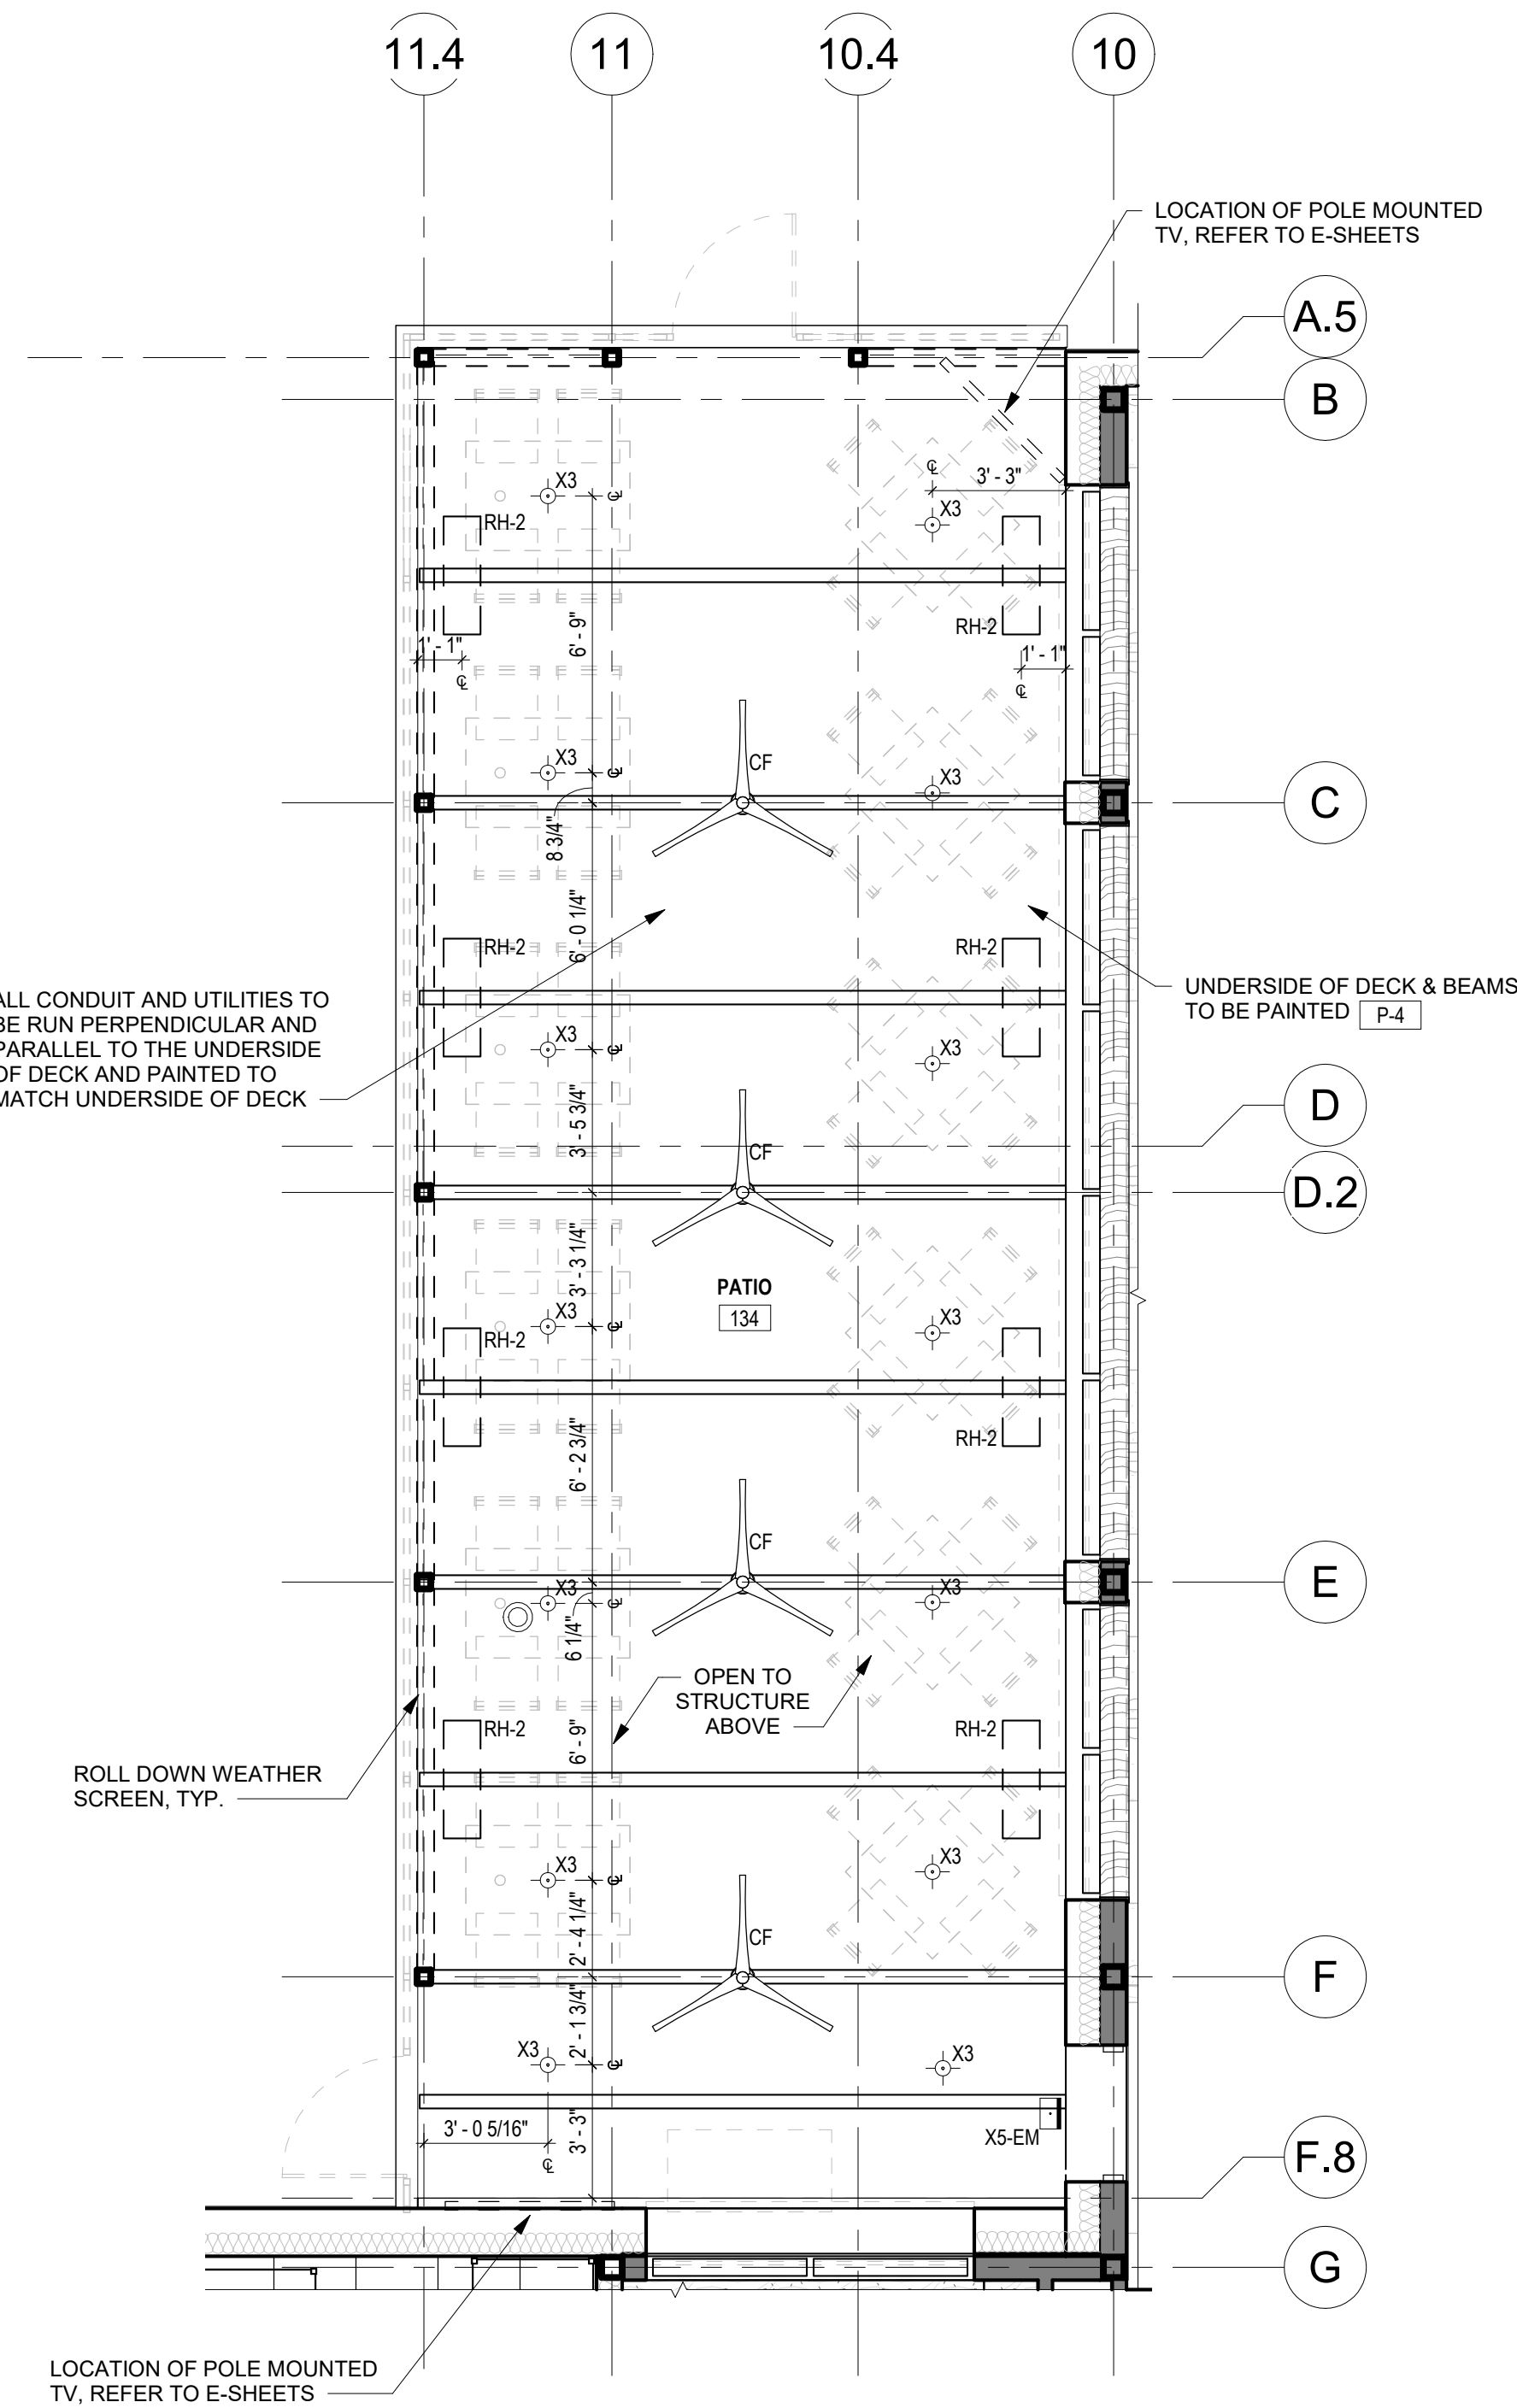 11.4
11
10.4
10
LOCATION OF POLE MOUNTED
TV, REFER TO E-SHEETS
A.5
B
X3
℄
3' - 3"
X3
RH-2
RH-2
6' - 9"
1' - 1"
℄
1' - 1"
℄
X3
CF
X3
C
8 3/4"
6' - 0 1/4"
RH-2
RH-2
ALL CONDUIT AND UTILITIES TO
BE RUN PERPENDICULAR AND
PARALLEL TO THE UNDERSIDE
OF DECK AND PAINTED TO
MATCH UNDERSIDE OF DECK
UNDERSIDE OF DECK & BEAMS
TO BE PAINTED P-4
X3
X3
3' - 5 3/4"
CF
D
D.2
3' - 3 1/4"
PATIO
134
X3
X3
RH-2
RH-2
6' - 2 3/4"
CF
E
X3
X3
6 1/4"
OPEN TO
STRUCTURE
ABOVE
6' - 9"
RH-2
RH-2
ROLL DOWN WEATHER
SCREEN, TYP.
X3
X3
2' - 4 1/4"
CF
F
2' - 1 3/4"
X3
X3
3' - 0 5/16"
℄
3' - 3"
X5-EM
F.8
G
LOCATION OF POLE MOUNTED
TV, REFER TO E-SHEETS